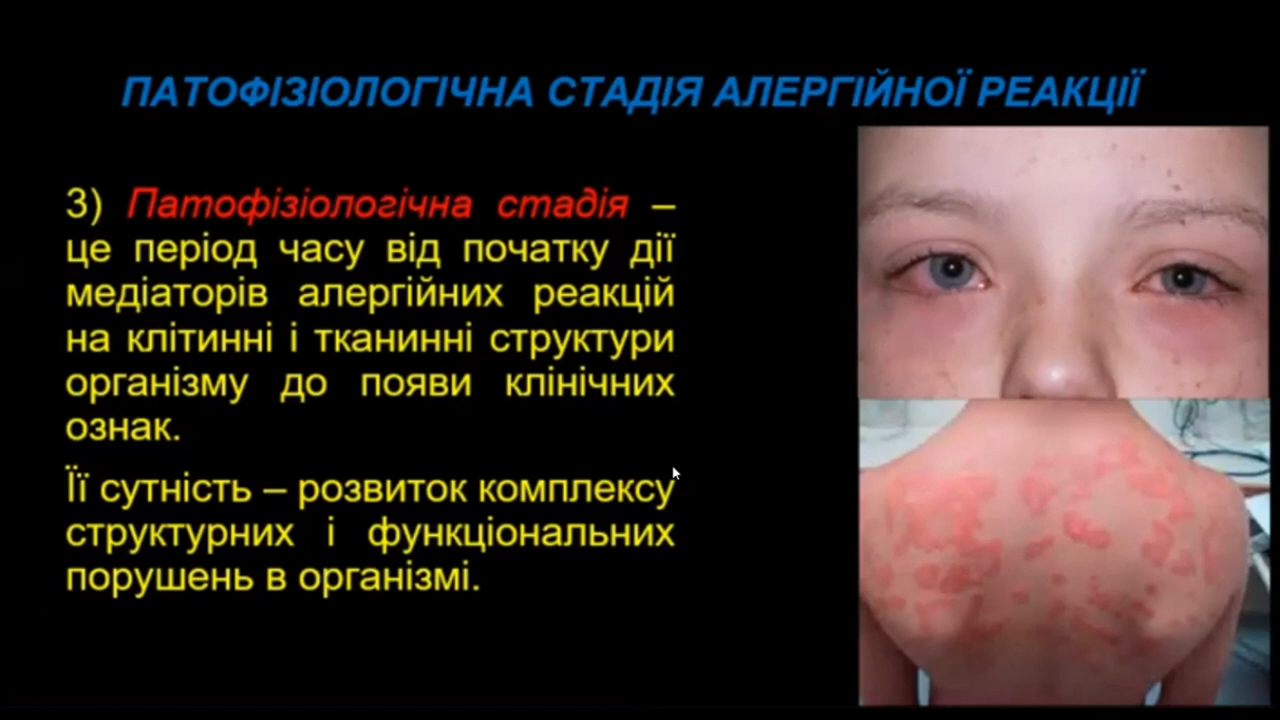 ПАТОФІЗІОЛОГІЧНА СТАДІЯ АЛЕРГІЙНОЇ РЕАКЦІЇ
3) Патофізіологічна стадія –
це період часу від початку дії
медіаторів алергійних реакцій
на клітинні і тканинні структури
організму до появи клінічних
ознак.
Її сутність – розвиток комплексу
структурних і функціональних
порушень в організмі.